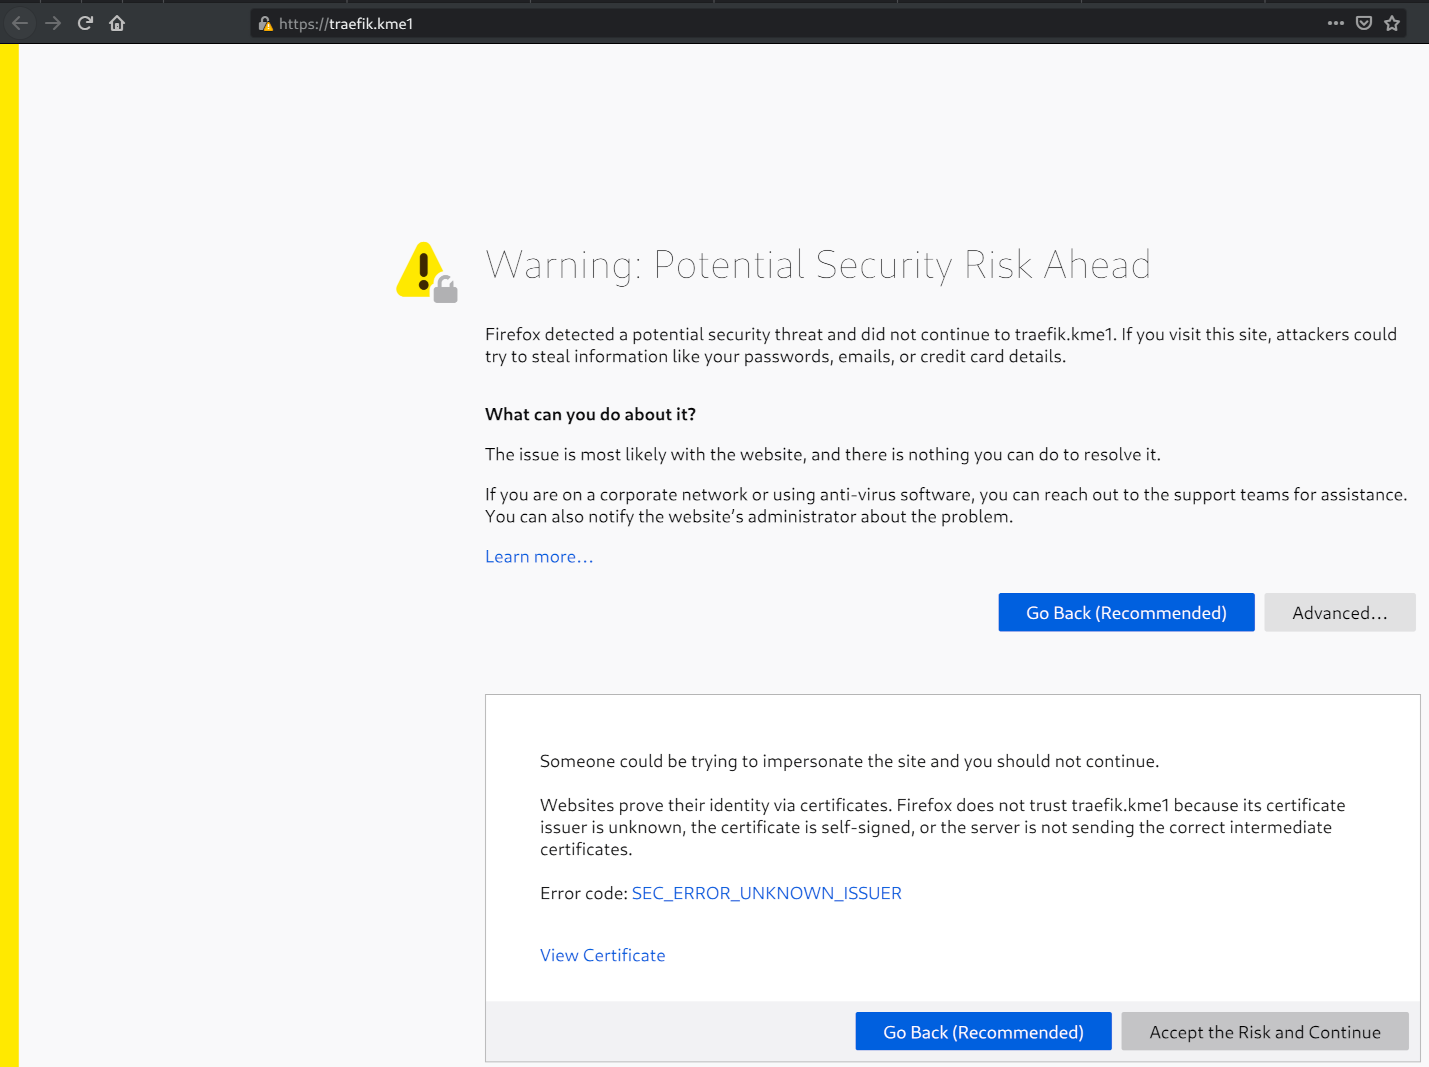 https://traefik.kme1
Warning: Potential Security Risk Ahead
Firefox detected a potential security threat and did not continue to traefik.kme1. If you visit this site, attackers could
try to steal information like your passwords, emails, or credit card details.
What can you do about it?
The issue is most likely with the website, and there is nothing you can do to resolve it.
If you are on a corporate network or using anti-virus software, you can reach out to the support teams for assistance.
You can also notify the website’s administrator about the problem.
Learn more…
Go Back (Recommended)
Advanced…
Someone could be trying to impersonate the site and you should not continue.
Websites prove their identity via certificates. Firefox does not trust traefik.kme1 because its certificate
issuer is unknown, the certificate is self-signed, or the server is not sending the correct intermediate
certificates.
Error code: SEC_ERROR_UNKNOWN_ISSUER
View Certificate
Go Back (Recommended)
Accept the Risk and Continue